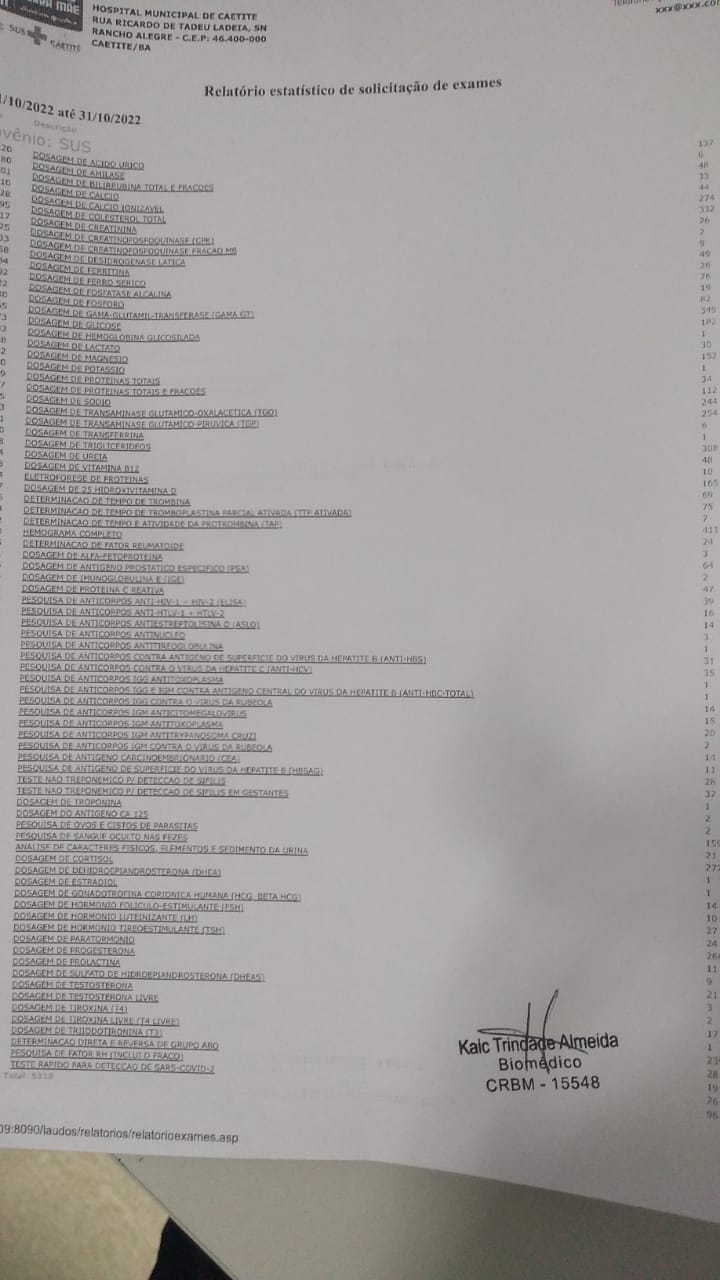 HOSPITAL MUNICIPAL DE CAETITE
RUA RICARDO DE TADEU LADEIA, SN
RANCHO ALEGRE - C.E.P: 46.400-000
CAETITE/BA
SUS CAETITÉ
xxx@xxx.co
Relatório estatístico de solicitação de exames
/10/2022 até 31/10/2022
Descrição
vênio: SUS
DOSAGEM DE ACIDO URICO
DOSAGEM DE AMILASE
DOSAGEM DE BILIRRUBINA TOTAL E FRACOES
DOSAGEM DE CALCIO
DOSAGEM DE CALCIO IONIZAVEL
DOSAGEM DE COLESTEROL TOTAL
DOSAGEM DE CREATININA
DOSAGEM DE CREATINOFOSFOQUINASE (CPK)
DOSAGEM DE CREATINOFOSFOQUINASE FRACAO MB
DOSAGEM DE DESIDROGENASE LATICA
DOSAGEM DE FERRITINA
DOSAGEM DE FERRO SERICO
DOSAGEM DE FOSFATASE ALCALINA
DOSAGEM DE FOSFORO
DOSAGEM DE GAMA-GLUTAMIL-TRANSFERASE (GAMA GT)
DOSAGEM DE GLICOSE
DOSAGEM DE HEMOGLOBINA GLICOSILADA
DOSAGEM DE LACTATO
DOSAGEM DE MAGNESIO
DOSAGEM DE POTASSIO
DOSAGEM DE PROTEINAS TOTAIS
DOSAGEM DE PROTEINAS TOTAIS E FRACOES
DOSAGEM DE SODIO
DOSAGEM DE TRANSAMINASE GLUTAMICO-OXALACETICA (TGO)
DOSAGEM DE TRANSAMINASE GLUTAMICO-PIRUVICA (TGP)
DOSAGEM DE TRANSFERRINA
DOSAGEM DE TRIGLICERIDEOS
DOSAGEM DE UREIA
DOSAGEM DE VITAMINA B12
ELETROFORESE DE PROTEINAS
DOSAGEM DE 25 HIDROXIVITAMINA D
DETERMINACAO DE TEMPO DE TROMBINA
DETERMINACAO DE TEMPO DE TROMBOPLASTINA PARCIAL ATIVADA (TTP ATIVADA)
DETERMINACAO DE TEMPO E ATIVIDADE DA PROTROMBINA (TAP)
HEMOGRAMA COMPLETO
DETERMINACAO DE FATOR REUMATOIDE
DOSAGEM DE ALFA-FETOPROTEINA
DOSAGEM DE ANTIGENO PROSTATICO ESPECIFICO (PSA)
DOSAGEM DE IMUNOGLOBULINA E (IGE)
DOSAGEM DE PROTEINA C REATIVA
PESQUISA DE ANTICORPOS ANTI-HIV-1 + HIV-2 (ELISA)
PESQUISA DE ANTICORPOS ANTI-HTLV-1 + HTLV-2
PESQUISA DE ANTICORPOS ANTIESTREPTOLISINA O (ASLO)
PESQUISA DE ANTICORPOS ANTINUCLEO
PESQUISA DE ANTICORPOS ANTITIREOGLOBULINA
PESQUISA DE ANTICORPOS CONTRA ANTIGENO DE SUPERFICIE DO VIRUS DA HEPATITE B (ANTI-HBS)
PESQUISA DE ANTICORPOS CONTRA O VIRUS DA HEPATITE C (ANTI-HCV)
PESQUISA DE ANTICORPOS IGG ANTITOXOPLASMA
PESQUISA DE ANTICORPOS IGG E IGM CONTRA ANTIGENO CENTRAL DO VIRUS DA HEPATITE B (ANTI-HBC-TOTAL)
PESQUISA DE ANTICORPOS IGG CONTRA O VIRUS DA RUBEOLA
PESQUISA DE ANTICORPOS IGM ANTICITOMEGALOVIRUS
PESQUISA DE ANTICORPOS IGM ANTITOXOPLASMA
PESQUISA DE ANTICORPOS IGM ANTITRYPANOSOMA CRUZI
PESQUISA DE ANTICORPOS IGM CONTRA O VIRUS DA RUBEOLA
PESQUISA DE ANTIGENO CARCINOEMBRIONARIO (CEA)
PESQUISA DE ANTIGENO DE SUPERFICIE DO VIRUS DA HEPATITE B (HBSAG)
TESTE NAO TREPONEMICO P/ DETECCAO DE SIFILIS
TESTE NAO TREPONEMICO P/ DETECCAO DE SIFILIS EM GESTANTES
DOSAGEM DE TROPONINA
DOSAGEM DO ANTIGENO CA 125
PESQUISA DE OVOS E CISTOS DE PARASITAS
PESQUISA DE SANGUE OCULTO NAS FEZES
ANALISE DE CARACTERES FISICOS, ELEMENTOS E SEDIMENTO DA URINA
DOSAGEM DE CORTISOL
DOSAGEM DE DEHIDROEPIANDROSTERONA (DHEA)
DOSAGEM DE ESTRADIOL
DOSAGEM DE GONADOTROFINA CORIONICA HUMANA (HCG, BETA HCG)
DOSAGEM DE HORMONIO FOLICULO-ESTIMULANTE (FSH)
DOSAGEM DE HORMONIO LUTEINIZANTE (LH)
DOSAGEM DE HORMONIO TIREOESTIMULANTE (TSH)
DOSAGEM DE PARATORMONIO
DOSAGEM DE PROGESTERONA
DOSAGEM DE PROLACTINA
DOSAGEM DE SULFATO DE HIDROEPIANDROSTERONA (DHEAS)
DOSAGEM DE TESTOSTERONA
DOSAGEM DE TESTOSTERONA LIVRE
DOSAGEM DE TIROXINA (T4)
DOSAGEM DE TIROXINA LIVRE (T4 LIVRE)
DOSAGEM DE TRIIODOTIRONINA (T3)
DETERMINACAO DIRETA E REVERSA DE GRUPO ABO
PESQUISA DE FATOR RH (INCLUI D FRACO)
TESTE RAPIDO PARA DETECCAO DE SARS-COVID-2
Total: 5318
137
6
48
33
44
274
332
26
2
9
49
26
76
19
82
349
182
1
30
152
1
34
112
244
254
6
1
308
48
10
165
69
75
7
411
24
3
64
2
47
39
16
14
3
1
31
35
1
1
14
15
20
2
14
11
28
37
1
2
2
21
1
1
14
10
27
24
11
9
21
3
2
17
1
28
19
26
96
Kaic Trindade Almeida
Biomédico
CRBM - 15548
09:8090/laudos/relatorios/relatorioexames.asp